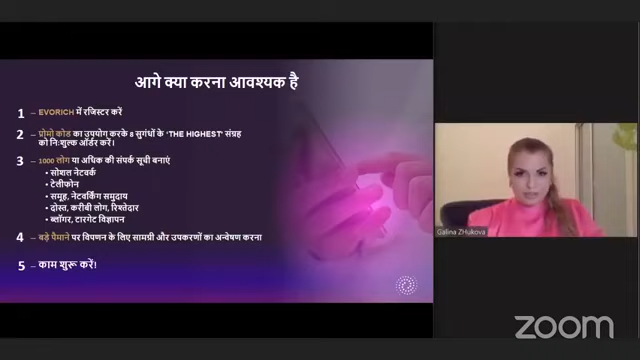 आगे क्या करना आवश्यक है
1 – EVORICH में रजिस्टर करें
2 – प्रोमो कोड का उपयोग करके 8 सुगंधों के 'THE HIGHEST' संग्रह
को निःशुल्क ऑर्डर करें।
3 – 1000 लोग या अधिक की संपर्क सूची बनाएं
• सोशल नेटवर्क
• टेलीफोन
• समूह, नेटवर्किंग समुदाय
• दोस्त, करीबी लोग, रिश्तेदार
• ब्लॉगर, टारगेट विज्ञापन
4 – बड़े पैमाने पर विपणन के लिए सामग्री और उपकरणों का अन्वेषण करना
5 – काम शुरू करें!
Galina ZHukova
zoom